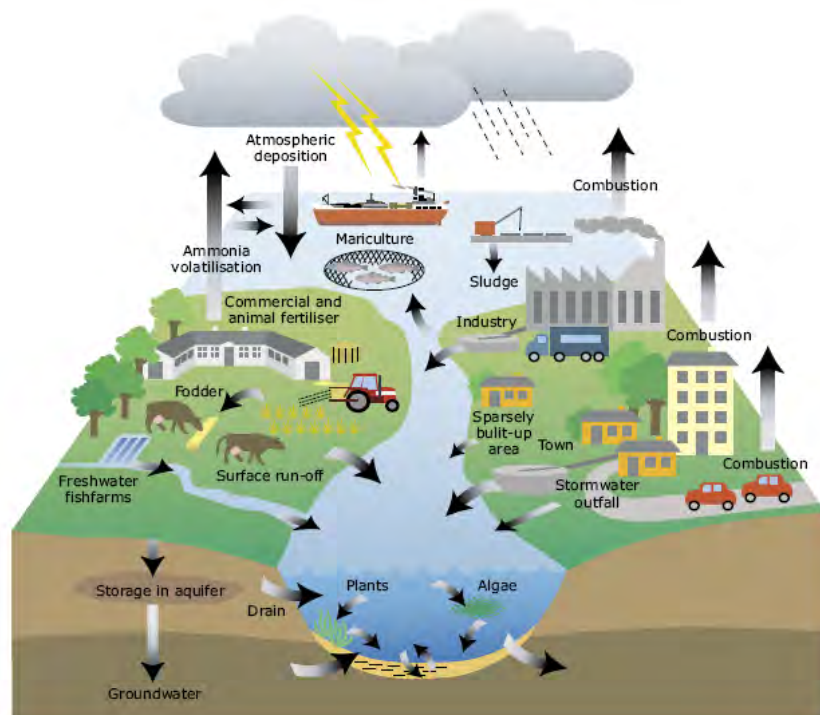 Atmospheric
deposition
Combustion
Mariculture
Ammonia
volatilisation
Sludge
Commercial and
animal fertiliser
Industry
Combustion
Fodder
Sparsely
bulit-up
area
Town
Combustion
Freshwater
fishfarms
Surface run-off
Stormwater
outfall
Storage in aquifer
Plants
Algae
Drain
Groundwater